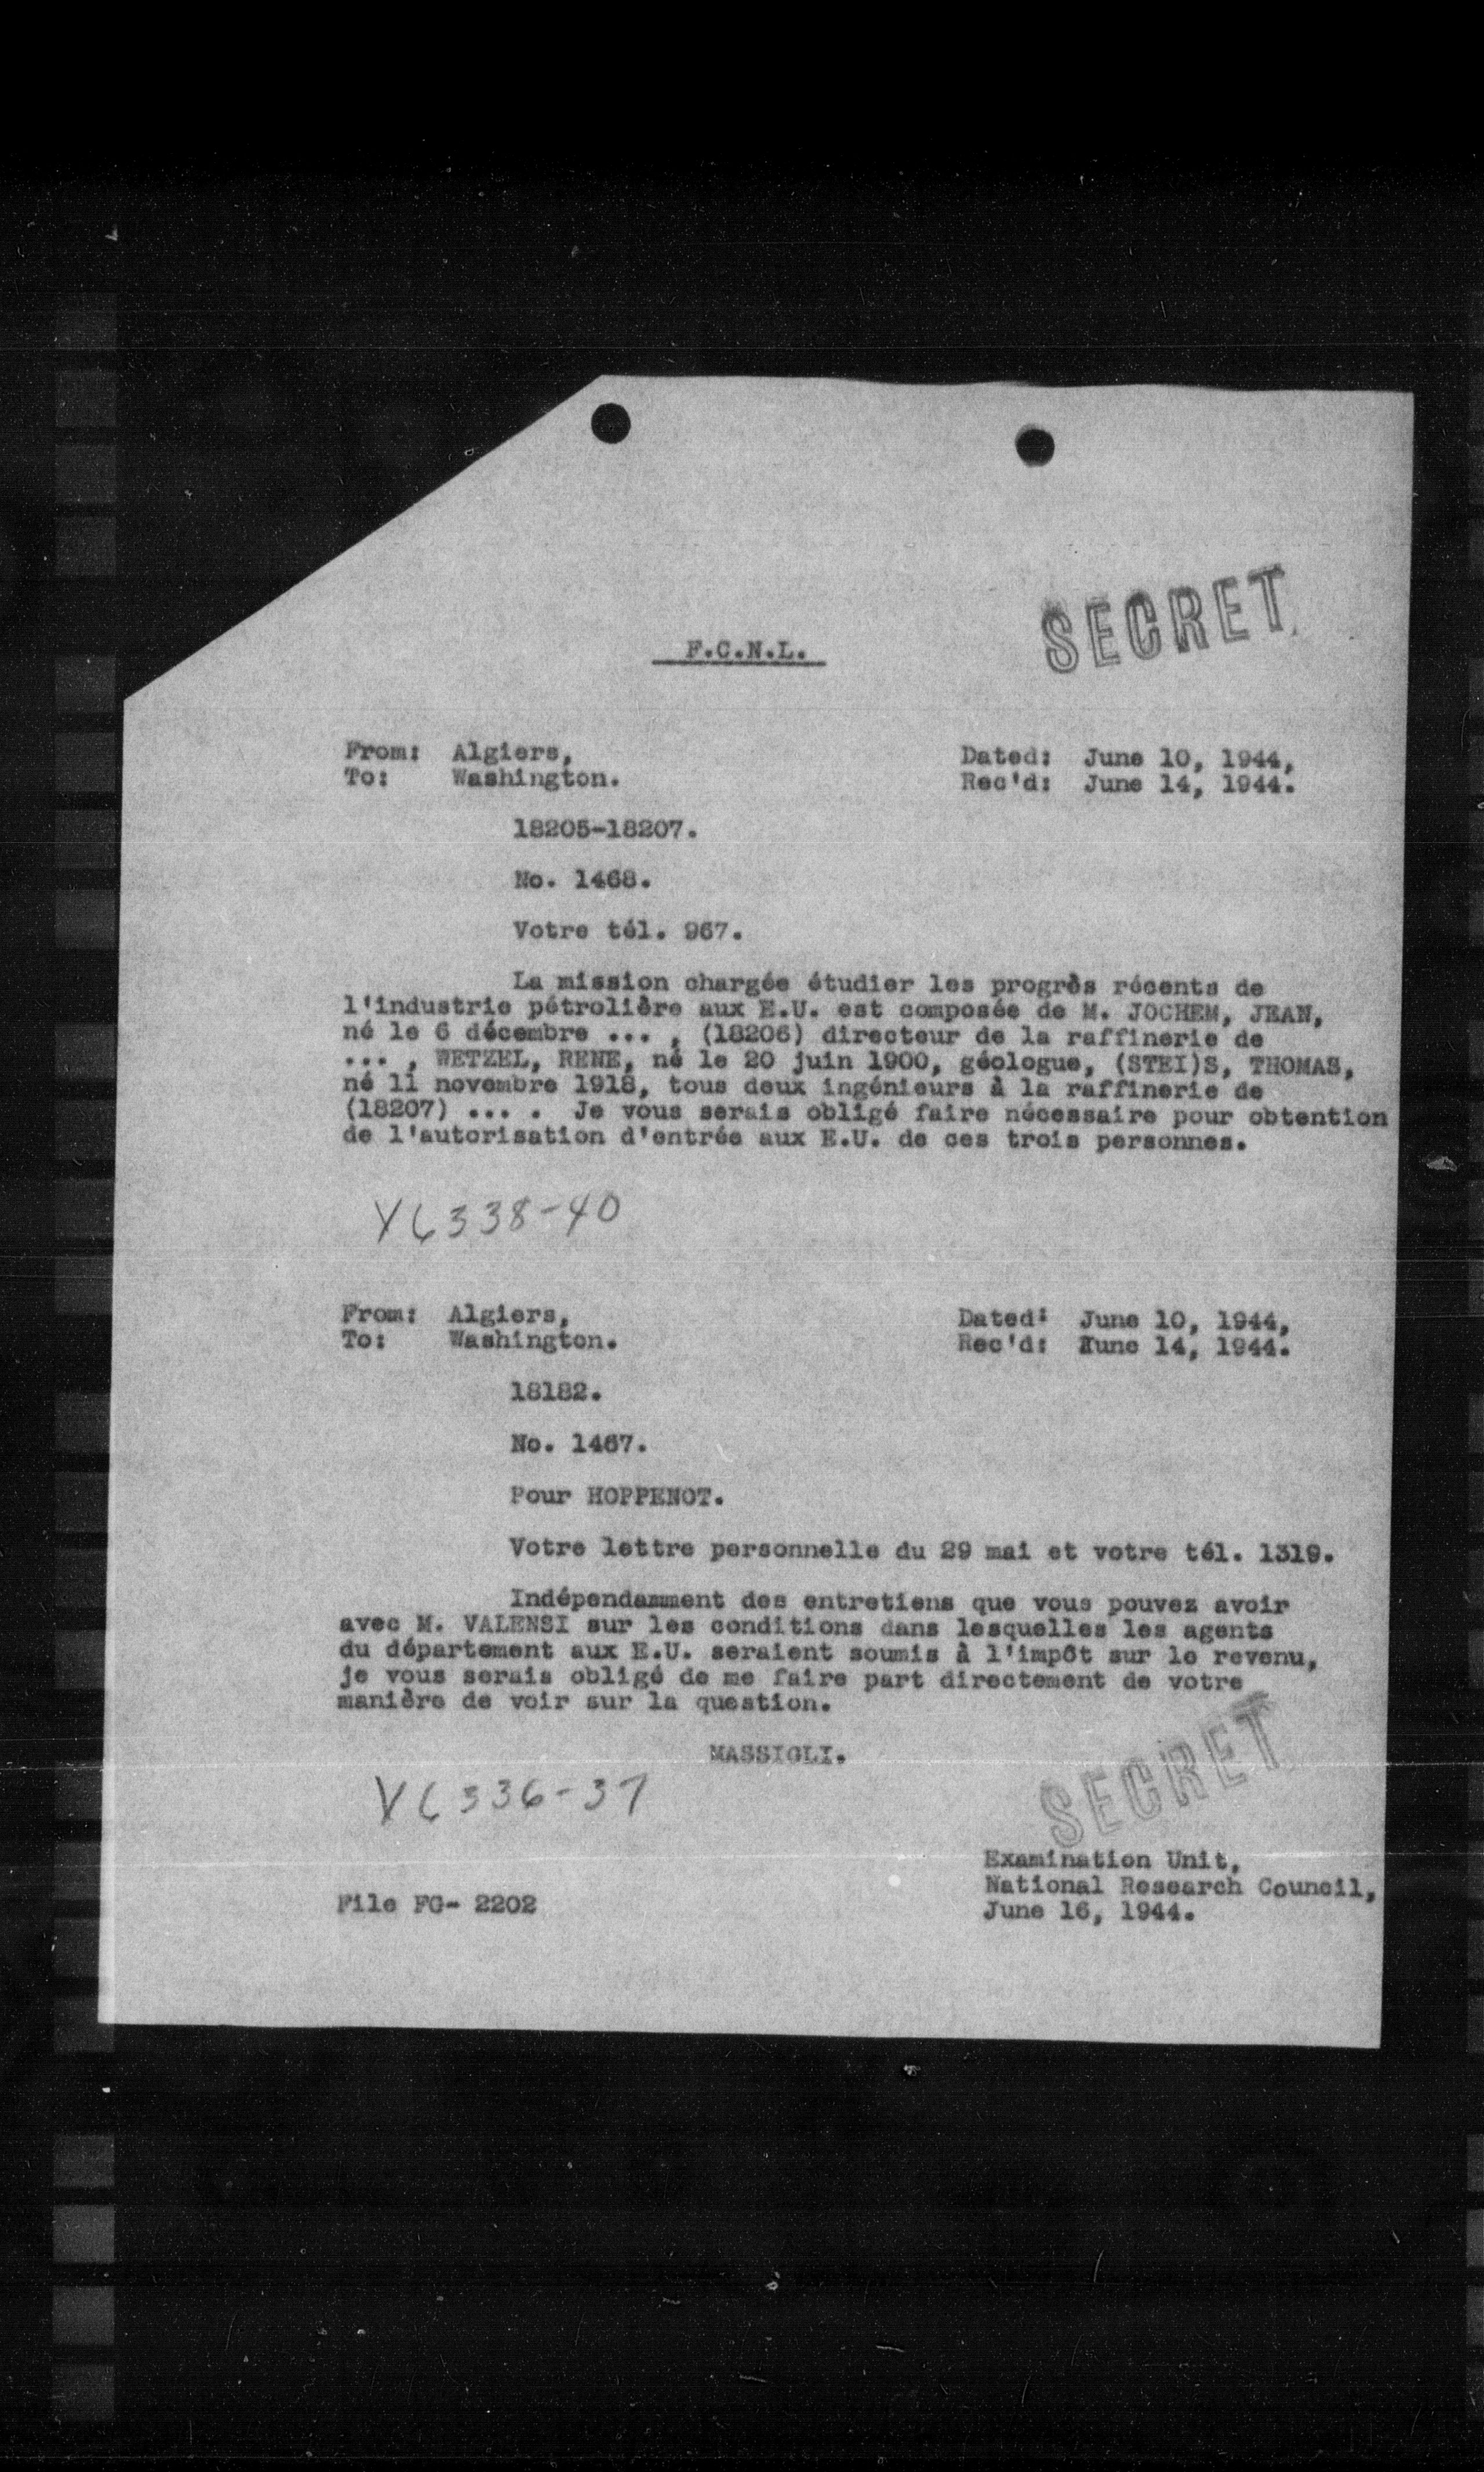 SECRET
F.C.N.L.
From: Algiers,
To: Washington.
Dated: June 10, 1944,
Rec'd: June 14, 1944.
18205-18207.
No. 1468.
Votre tél. 967.
La mission chargée étudier les progrès récents de
l'industrie pétrolière aux E.U. est composée de M. JOCHEM, JEAN,
né le 6 décembre ... , (18206) directeur de la raffinerie de
... , WETZEL, RENE, né le 20 juin 1900, géologue, (STEI)S, THOMAS,
né 11 novembre 1918, tous deux ingénieurs à la raffinerie de
(18207) ... . Je vous serais obligé faire nécessaire pour obtention
de l'autorisation d'entrée aux E.U. de ces trois personnes.
V6338-40
From: Algiers,
To: Washington.
Dated: June 10, 1944,
Rec'd: June 14, 1944.
18182.
No. 1467.
Pour HOPPENOT.
Votre lettre personnelle du 29 mai et votre tél. 1319.
Indépendamment des entretiens que vous pouvez avoir
avec M. VALENSI sur les conditions dans lesquelles les agents
du département aux E.U. seraient soumis à l'impôt sur le revenu,
je vous serais obligé de me faire part directement de votre
manière de voir sur la question.
MASSIGLI.
V6336-37
SECRET
Examination Unit,
National Research Council,
June 16, 1944.
File FG- 2202